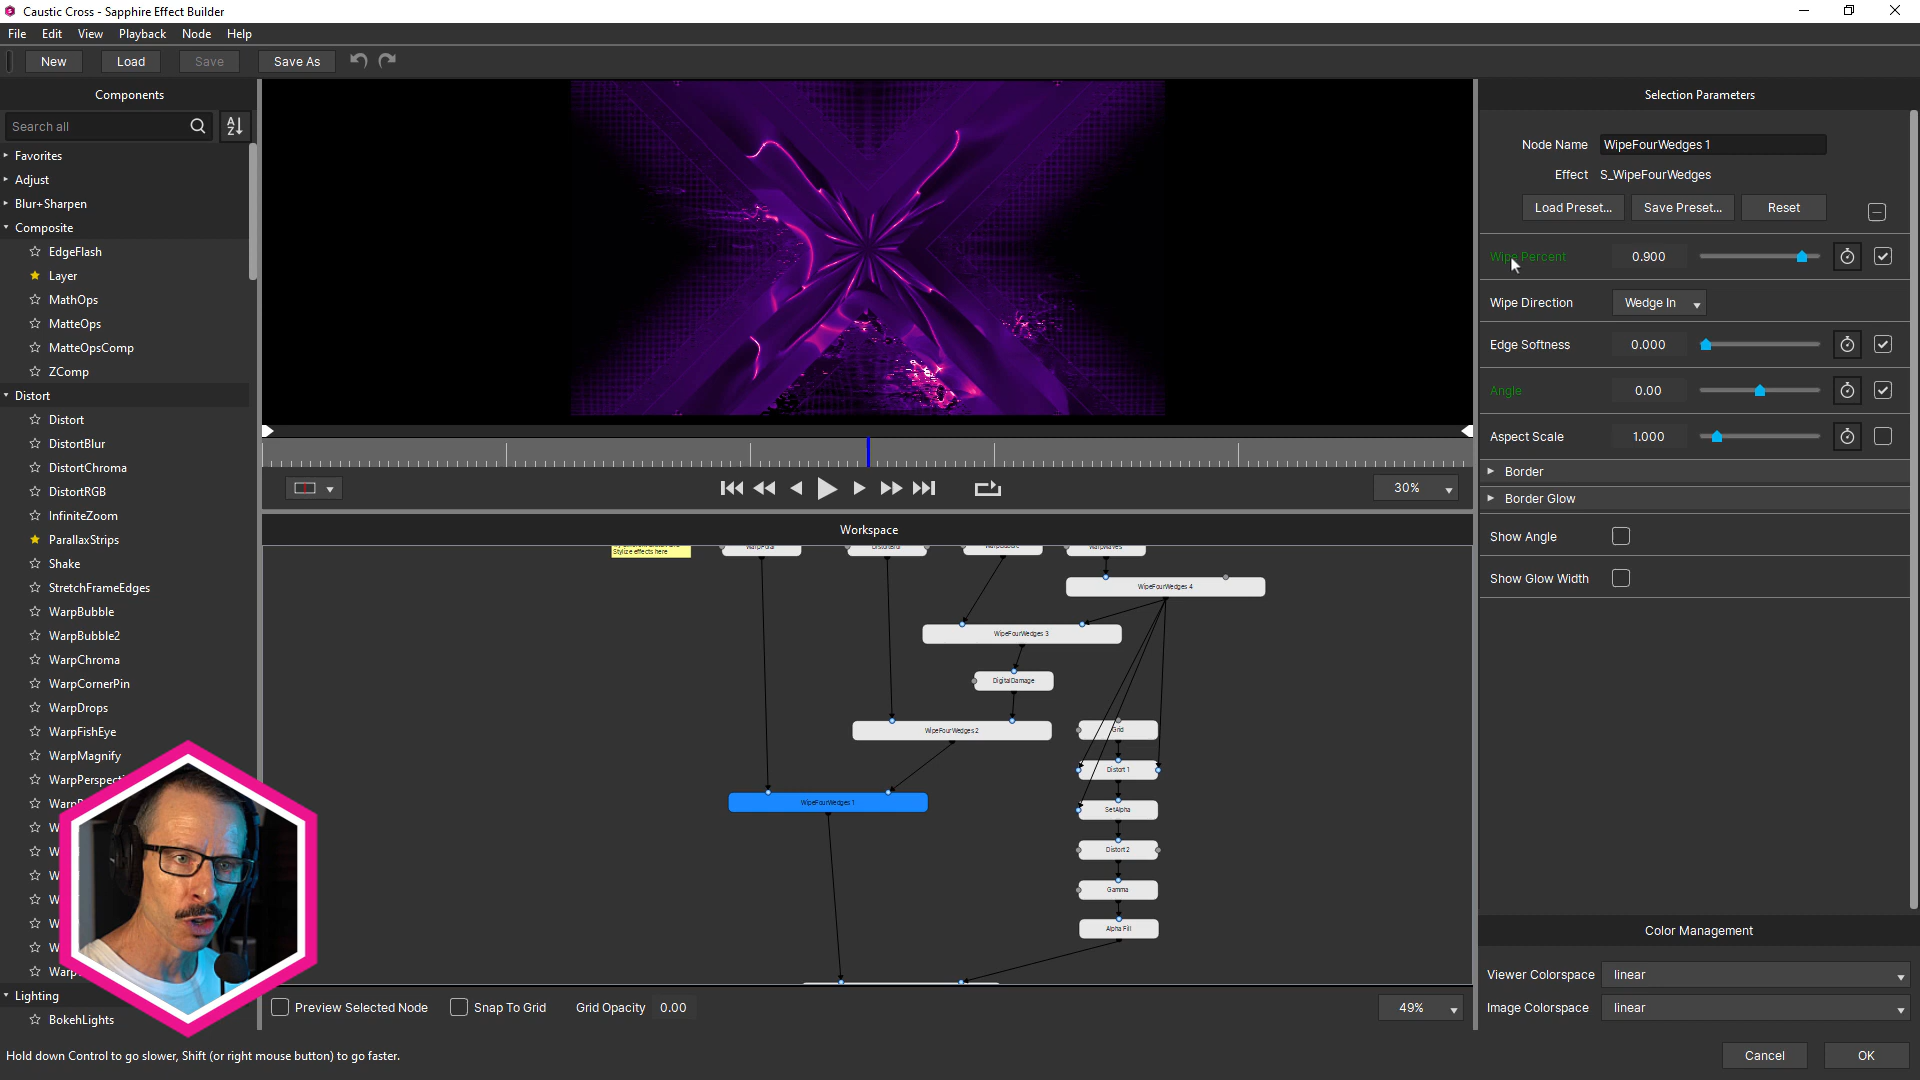 Caustic Cross - Sapphire Effect Builder
File Edit View Playback Node Help
New Load Save Save As
Components
Search all
Favorites
Adjust
Blur+Sharpen
Composite
EdgeFlash
Layer
MathOps
MatteOps
MatteOpsComp
ZComp
Distort
Distort
DistortBlur
DistortChroma
DistortRGB
InfiniteZoom
ParallaxStrips
Shake
StretchFrameEdges
WarpBubble
WarpBubble2
WarpChroma
WarpCornerPin
WarpDrops
WarpFishEye
WarpMagnify
Lighting
BokehLights
30%
Workspace
Stylize effects here
WipeFourWedges 4
WipeFourWedges 3
DigitalDamage
WipeFourWedges 2
Grid
Distort 1
WipeFourWedges 1
SetAlpha
Distort 2
Gamma
Alpha Fill
Preview Selected Node Snap To Grid Grid Opacity 0.00 49%
Selection Parameters
Node Name WipeFourWedges 1
Effect S_WipeFourWedges
Load Preset... Save Preset... Reset
Wipe Percent 0.900
Wipe Direction Wedge In
Edge Softness 0.000
Angle 0.00
Aspect Scale 1.000
Border
Border Glow
Show Angle
Show Glow Width
Color Management
Viewer Colorspace linear
Image Colorspace linear
Hold down Control to go slower, Shift (or right mouse button) to go faster.
Cancel OK